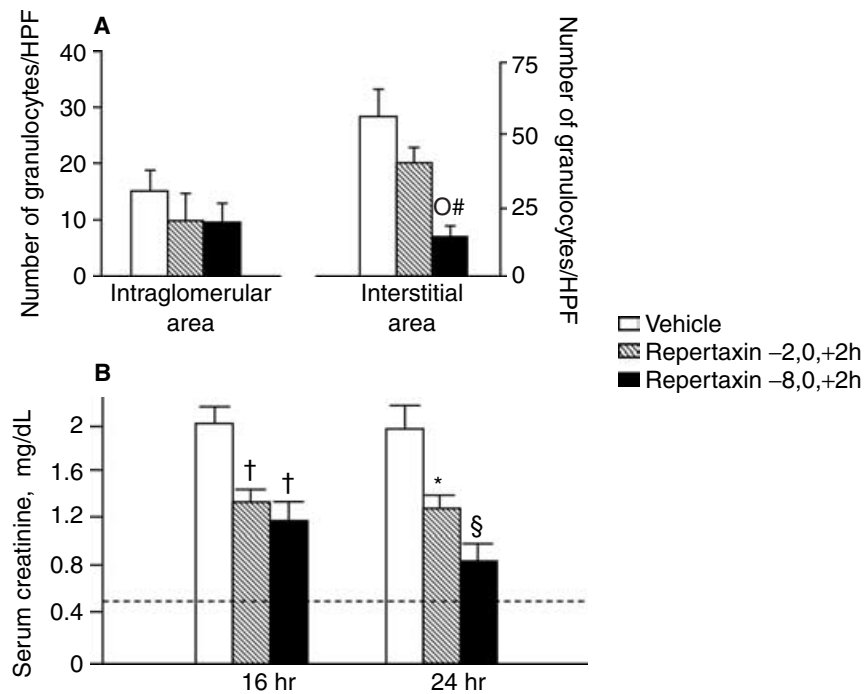 A
Number of granulocytes/HPF
40
30
20
10
0
Intraglomerular
area
O#
Interstitial
area
75
50
25
0
Number of granulocytes/HPF
Vehicle
Repertaxin –2,0,+2h
Repertaxin –8,0,+2h
B
Serum creatinine, mg/dL
2
1.6
1.2
0.8
0.4
0
† †
* §
16 hr
24 hr